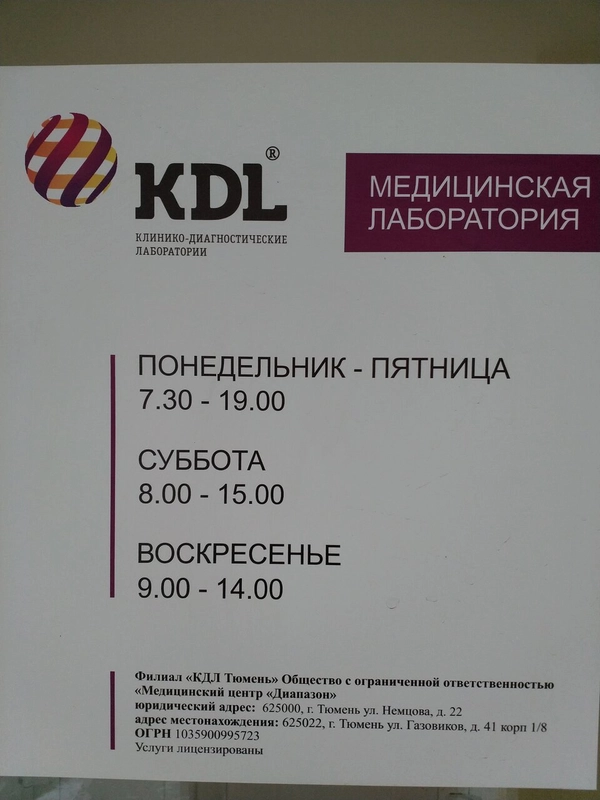 KDL®
КЛИНИКО-ДИАГНОСТИЧЕСКИЕ
ЛАБОРАТОРИИ
МЕДИЦИНСКАЯ
ЛАБОРАТОРИЯ
ПОНЕДЕЛЬНИК - ПЯТНИЦА
7.30 - 19.00
СУББОТА
8.00 - 15.00
ВОСКРЕСЕНЬЕ
9.00 - 14.00
Филиал «КДЛ Тюмень» Общество с ограниченной ответственностью
«Медицинский центр «Диапазон»
юридический адрес: 625000, г. Тюмень ул. Немцова, д. 22
адрес местонахождения: 625022, г. Тюмень ул. Газовиков, д. 41 корп 1/8
ОГРН 1035900995723
Услуги лицензированы